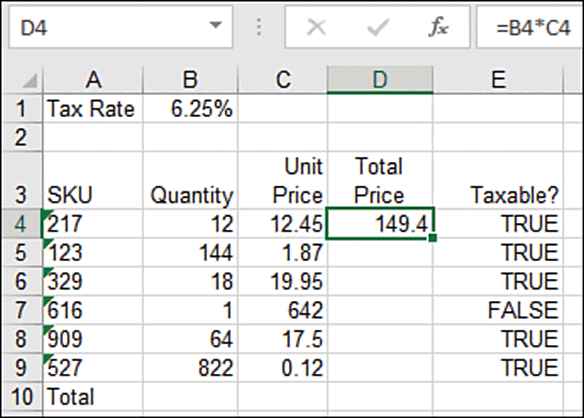 D4 fx =B4*C4
A B C D E
1 Tax Rate 6.25%
2
Unit Total
3 SKU Quantity Price Price Taxable?
4 217 12 12.45 149.4 TRUE
5 123 144 1.87 TRUE
6 329 18 19.95 TRUE
7 616 1 642 FALSE
8 909 64 17.5 TRUE
9 527 822 0.12 TRUE
10 Total